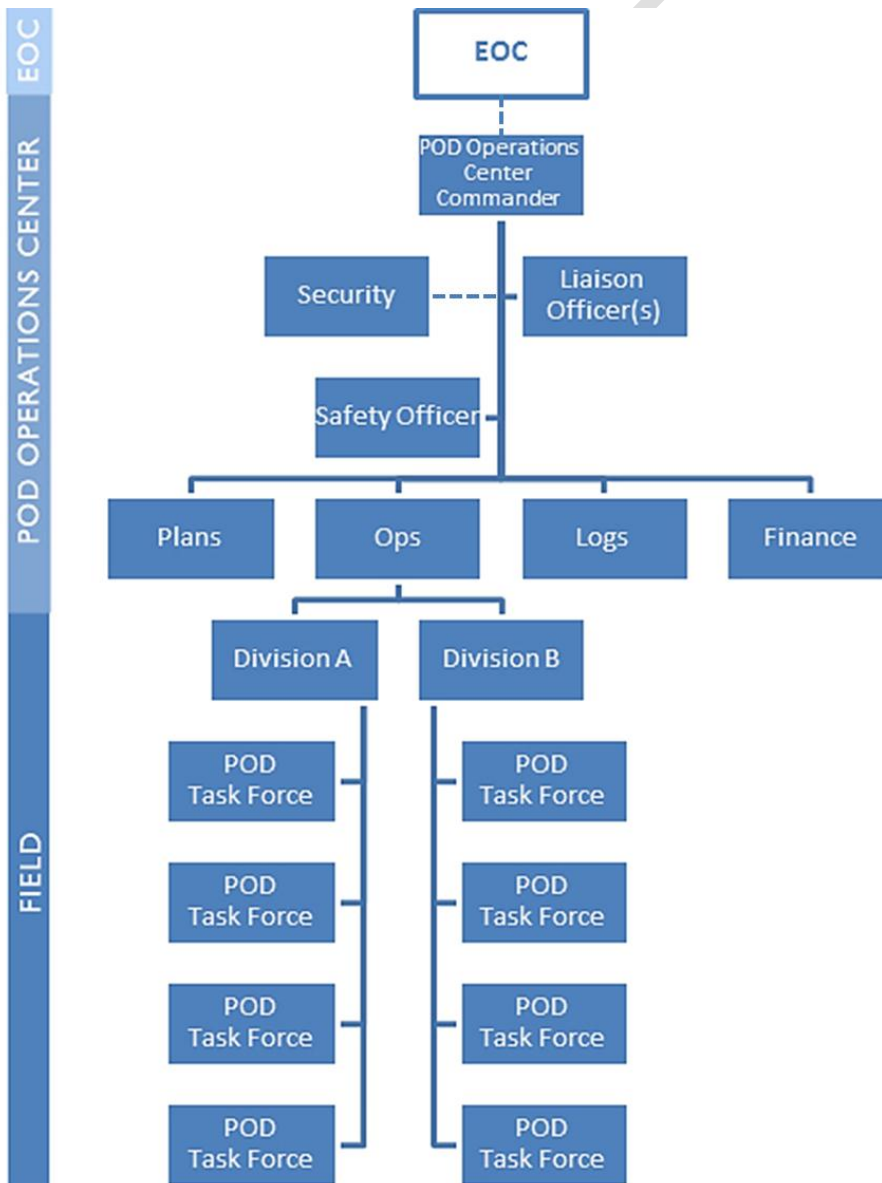 EOC
POD OPERATIONS CENTER
FIELD
EOC
POD Operations
Center
Commander
Security
Liaison
Officer(s)
Safety Officer
Plans
Ops
Logs
Finance
Division A
Division B
POD
Task Force
POD
Task Force
POD
Task Force
POD
Task Force
POD
Task Force
POD
Task Force
POD
Task Force
POD
Task Force